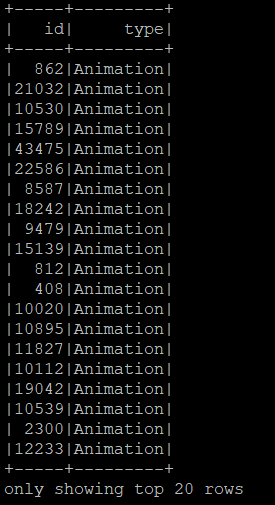 +-----+---------+
|   id|     type|
+-----+---------+
|  862|Animation|
|21032|Animation|
|10530|Animation|
|15789|Animation|
|43475|Animation|
|22586|Animation|
| 8587|Animation|
|18242|Animation|
| 9479|Animation|
|15139|Animation|
|  812|Animation|
|  408|Animation|
|10020|Animation|
|10895|Animation|
|11827|Animation|
|10112|Animation|
|19042|Animation|
|10539|Animation|
| 2300|Animation|
|12233|Animation|
+-----+---------+
only showing top 20 rows